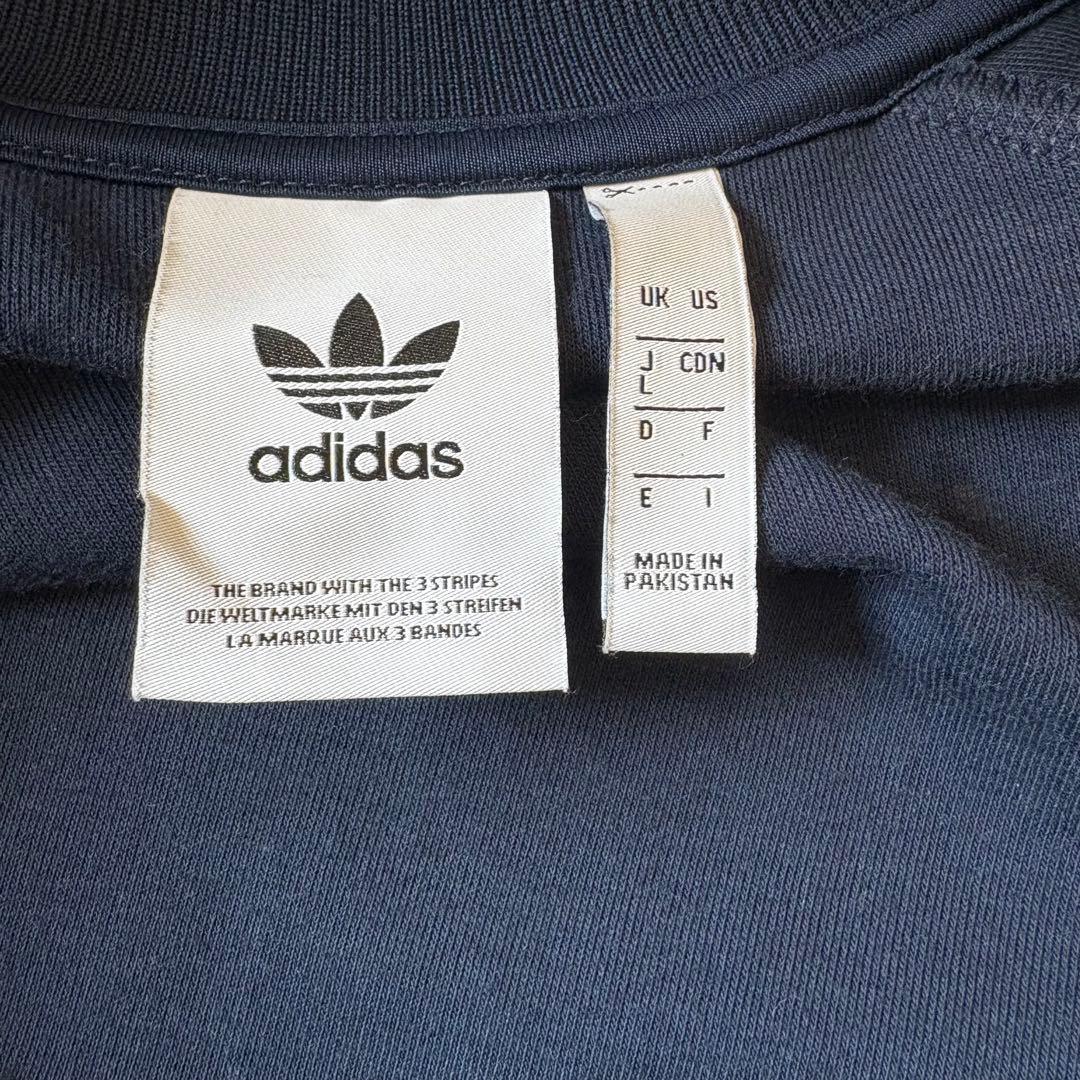 adidas
THE BRAND WITH THE 3 STRIPES
DIE WELTMARKE MIT DEN 3 STREIFEN
LA MARQUE AUX 3 BANDES
UK US
J CDN
L
D F
E I
MADE IN
PAKISTAN